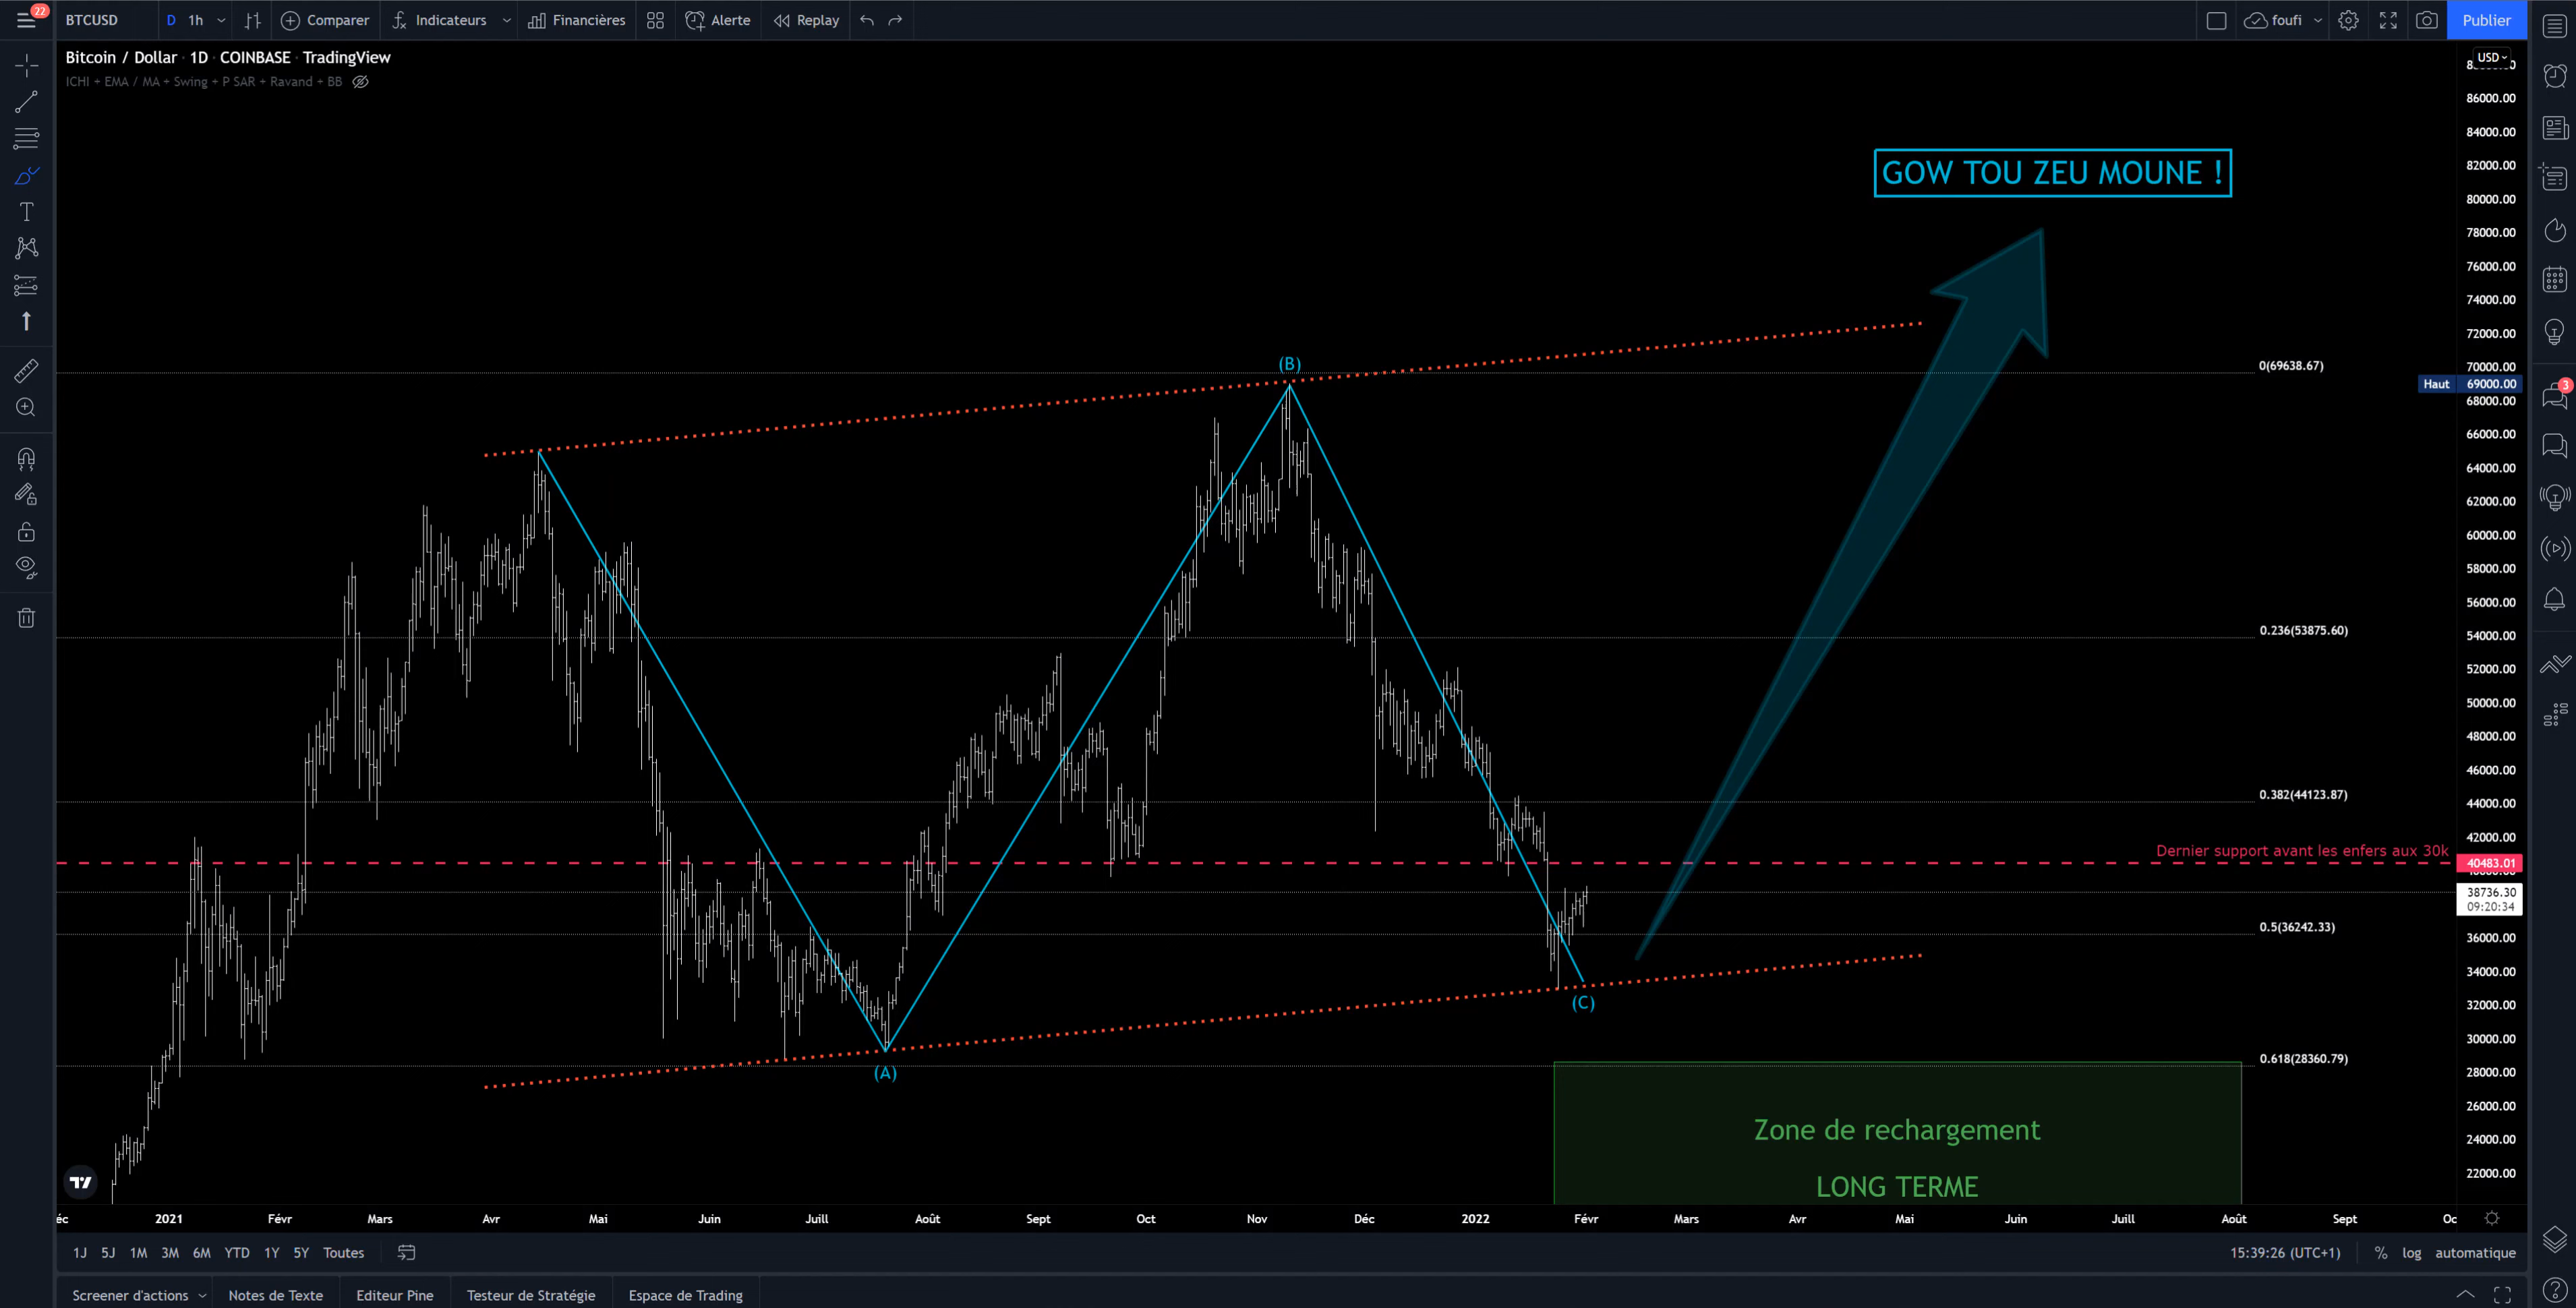 22
BTCUSD
D 1h
Comparer
Indicateurs
Financières
Alerte
Replay
foufi
Publier
Bitcoin / Dollar · 1D · COINBASE · TradingView
ICHI + EMA / MA + Swing + P SAR + Ravand + BB
USD
86000.00
84000.00
82000.00
80000.00
78000.00
76000.00
74000.00
72000.00
70000.00
Haut 69000.00
68000.00
66000.00
64000.00
62000.00
60000.00
58000.00
56000.00
54000.00
52000.00
50000.00
48000.00
46000.00
44000.00
42000.00
40483.01
38736.30
09:20:34
36000.00
34000.00
32000.00
30000.00
28000.00
26000.00
24000.00
22000.00
GOW TOU ZEU MOUNE !
(B)
0(69638.67)
3
0.236(53875.60)
0.382(44123.87)
Dernier support avant les enfers aux 30k
0.5(36242.33)
(C)
0.618(28360.79)
(A)
Zone de rechargement
LONG TERME
éc 2021 Févr Mars Avr Mai Juin Juill Août Sept Oct Nov Déc 2022 Févr Mars Avr Mai Juin Juill Août Sept Oc
1J 5J 1M 3M 6M YTD 1Y 5Y Toutes
15:39:26 (UTC+1) % log automatique
Screener d'actions Notes de Texte Editeur Pine Testeur de Stratégie Espace de Trading